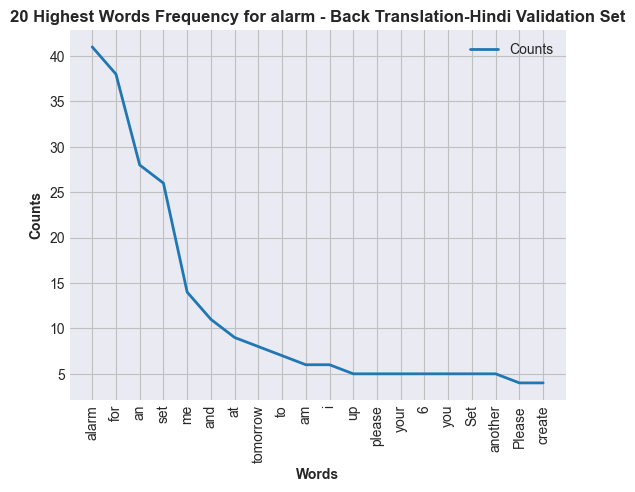 20 Highest Words Frequency for alarm - Back Translation-Hindi Validation Set
Counts
40
35
30
25
20
15
10
5
Counts
alarm
for
an
set
me
and
at
tomorrow
to
am
i
up
please
your
6
you
Set
another
Please
create
Words